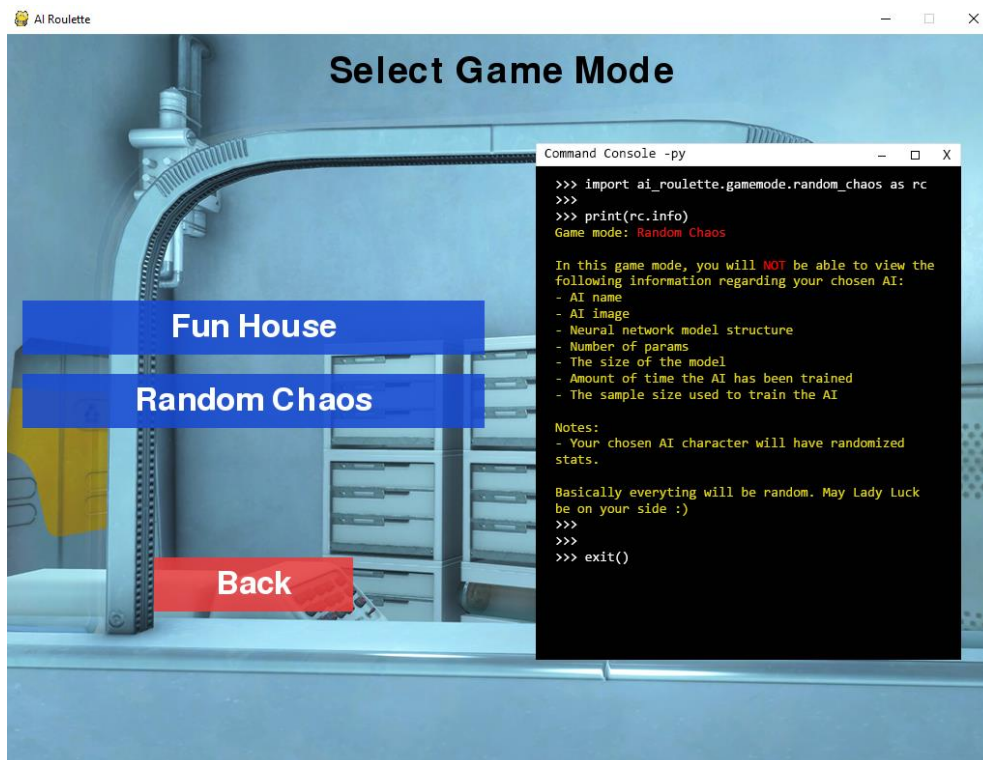 AI Roulette
Select Game Mode
Fun House
Random Chaos
Back
Command Console -py
>>> import ai_roulette.gamemode.random_chaos as rc
>>>
>>> print(rc.info)
Game mode: Random Chaos
In this game mode, you will NOT be able to view the
following information regarding your chosen AI:
- AI name
- AI image
- Neural network model structure
- Number of params
- The size of the model
- Amount of time the AI has been trained
- The sample size used to train the AI
Notes:
- Your chosen AI character will have randomized
stats.
Basically everyting will be random. May Lady Luck
be on your side :)
>>>
>>>
>>> exit()